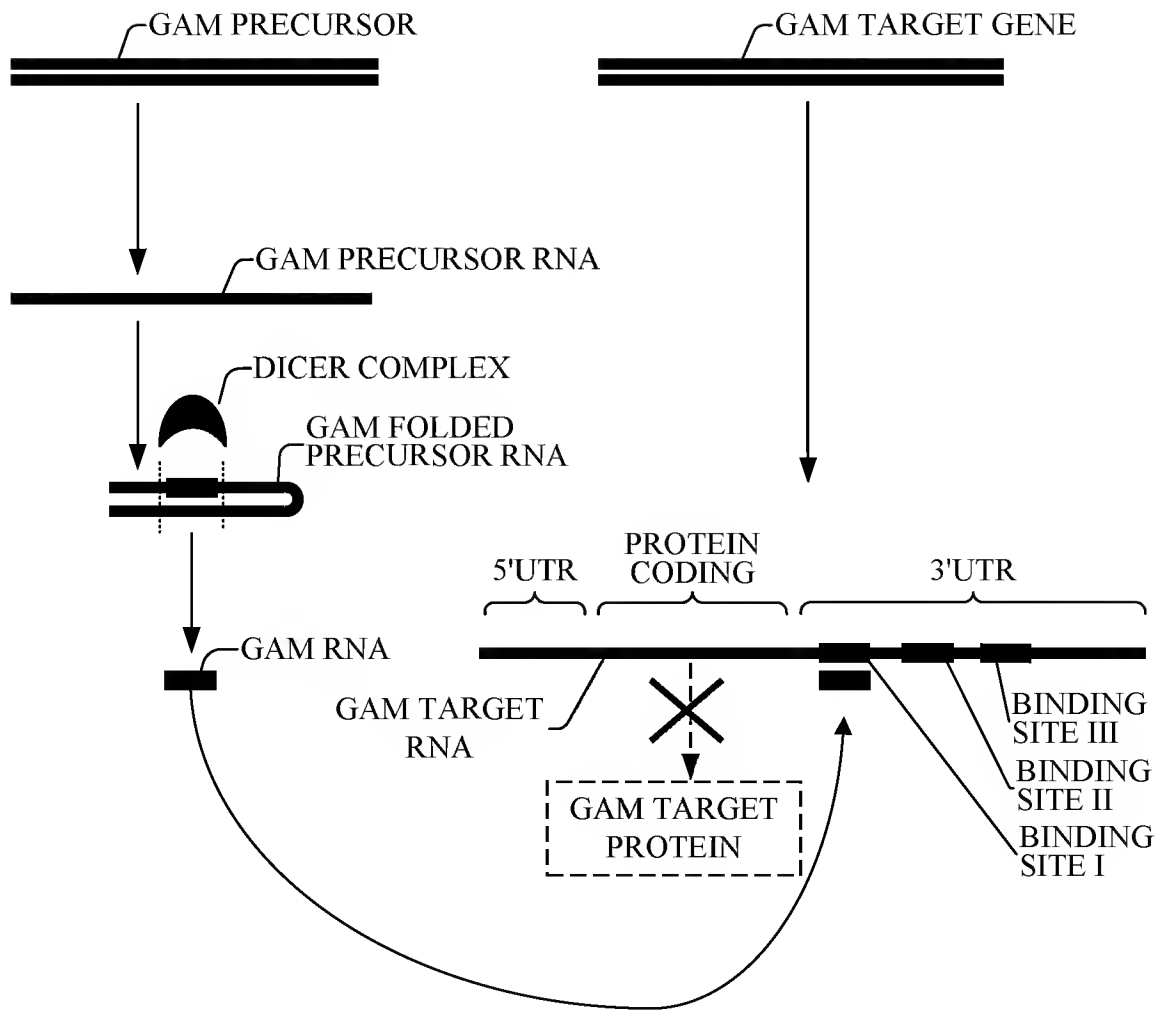 GAM PRECURSOR
GAM TARGET GENE
GAM PRECURSOR RNA
DICER COMPLEX
GAM FOLDED
PRECURSOR RNA
5'UTR
PROTEIN
CODING
3'UTR
GAM RNA
GAM TARGET
RNA
BINDING
SITE III
BINDING
SITE II
BINDING
SITE I
GAM TARGET
PROTEIN